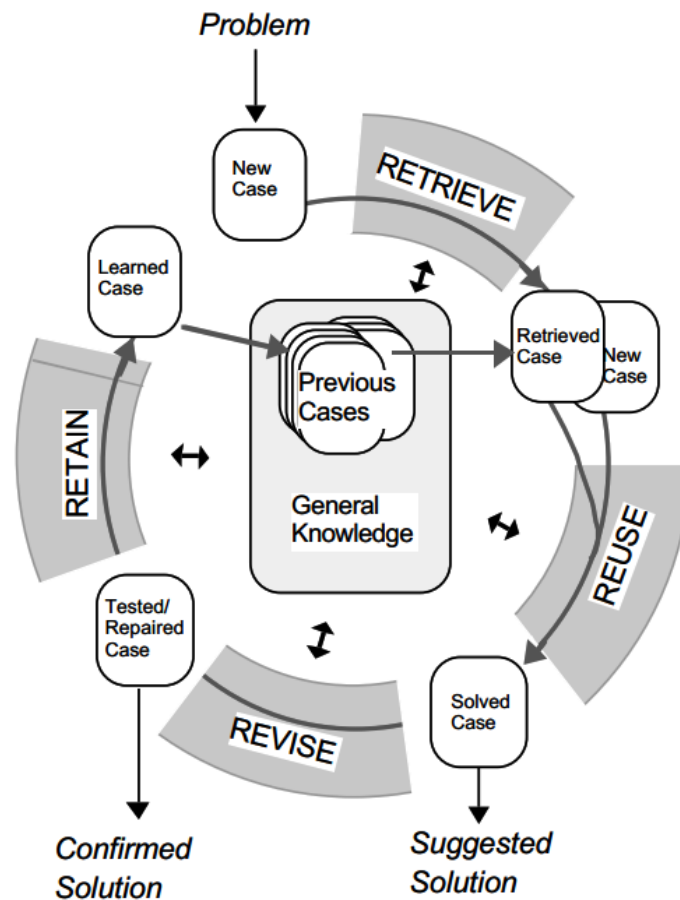 Problem
New
Case
RETRIEVE
Learned
Case
Retrieved
Case
New
Case
Previous
Cases
RETAIN
General
Knowledge
REUSE
Tested/
Repaired
Case
REVISE
Solved
Case
Confirmed
Solution
Suggested
Solution